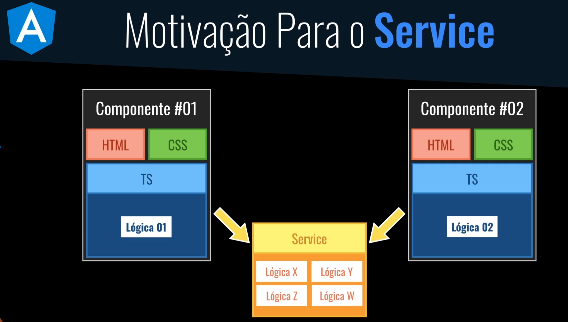 A
Motivação Para o Service
Componente #01
HTML CSS
TS
Lógica 01
Componente #02
HTML CSS
TS
Lógica 02
Service
Lógica X Lógica Y
Lógica Z Lógica W